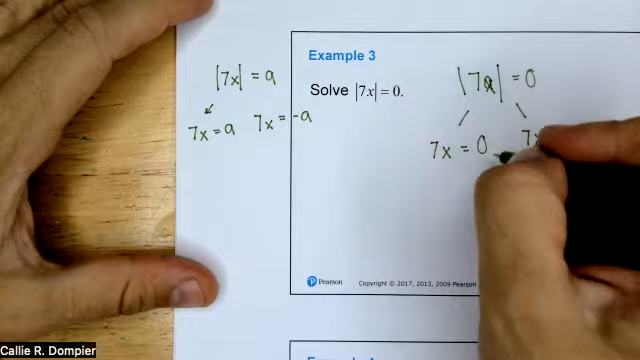 Example 3
Solve |7x| = 0.
|7x| = a
7x = a 7x = -a
|7x| = 0
7x = 0 7x
Pearson Copyright © 2017, 2013, 2009 Pearson
Callie R. Dompier